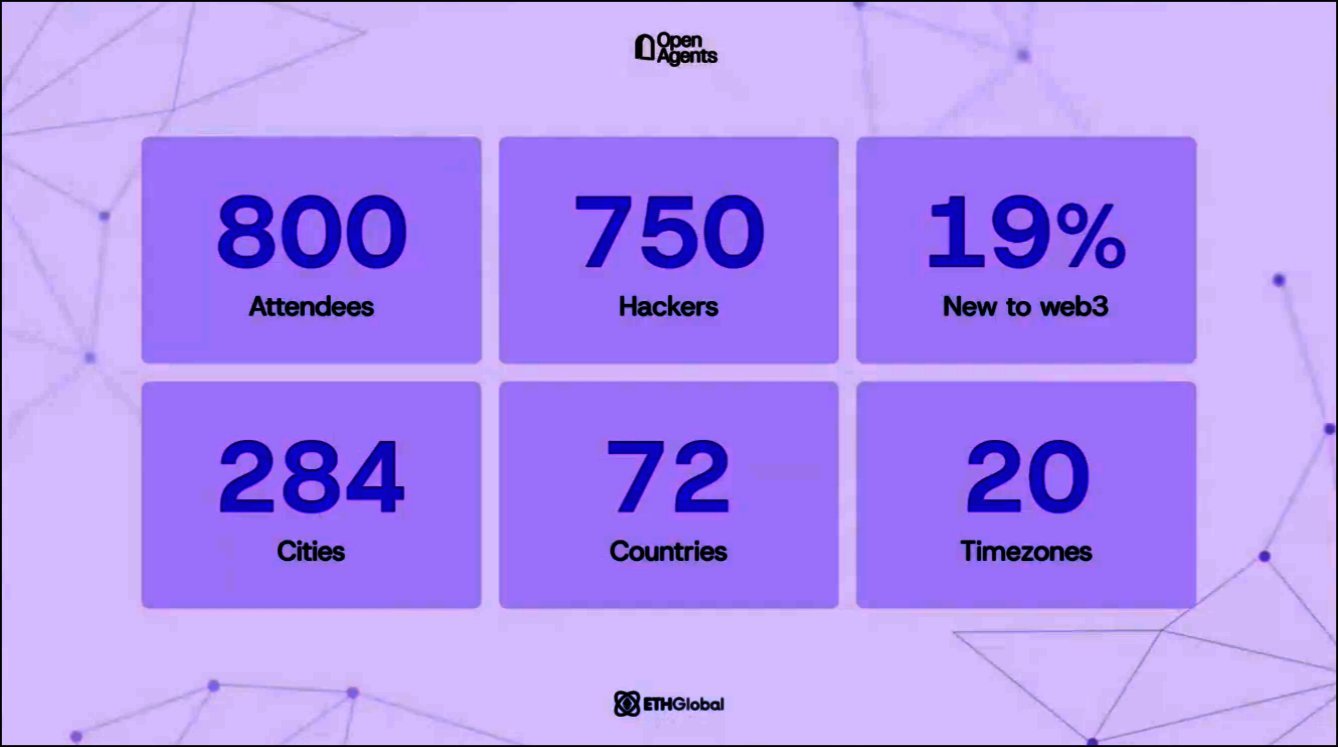 Open
Agents
800
Attendees
750
Hackers
19%
New to web3
284
Cities
72
Countries
20
Timezones
ETHGlobal